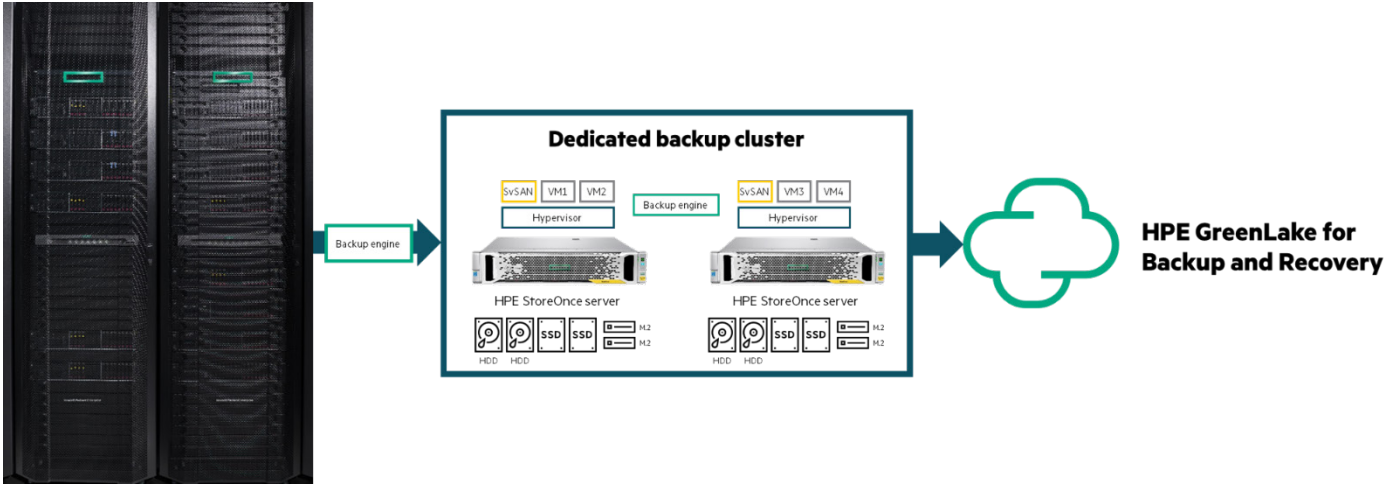 Backup engine
Dedicated backup cluster
SvSAN
VM1
VM2
Hypervisor
HPE StoreOnce server
HDD
HDD
SSD
SSD
M.2
M.2
Backup engine
SvSAN
VM3
VM4
Hypervisor
HPE StoreOnce server
HDD
HDD
SSD
SSD
M.2
M.2
HPE GreenLake for
Backup and Recovery